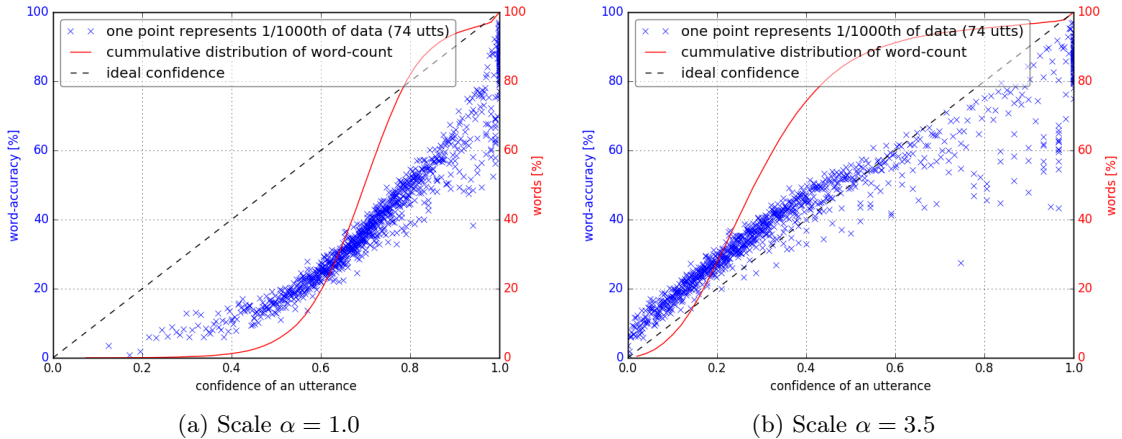 one point represents 1/1000th of data (74 utts)
cummulative distribution of word-count
ideal confidence
word-accuracy [%]
words [%]
100
80
60
40
20
0
100
80
60
40
20
0
0.0 0.2 0.4 0.6 0.8 1.0
confidence of an utterance
(a) Scale α = 1.0
one point represents 1/1000th of data (74 utts)
cummulative distribution of word-count
ideal confidence
word-accuracy [%]
words [%]
100
80
60
40
20
0
100
80
60
40
20
0
0.0 0.2 0.4 0.6 0.8 1.0
confidence of an utterance
(b) Scale α = 3.5